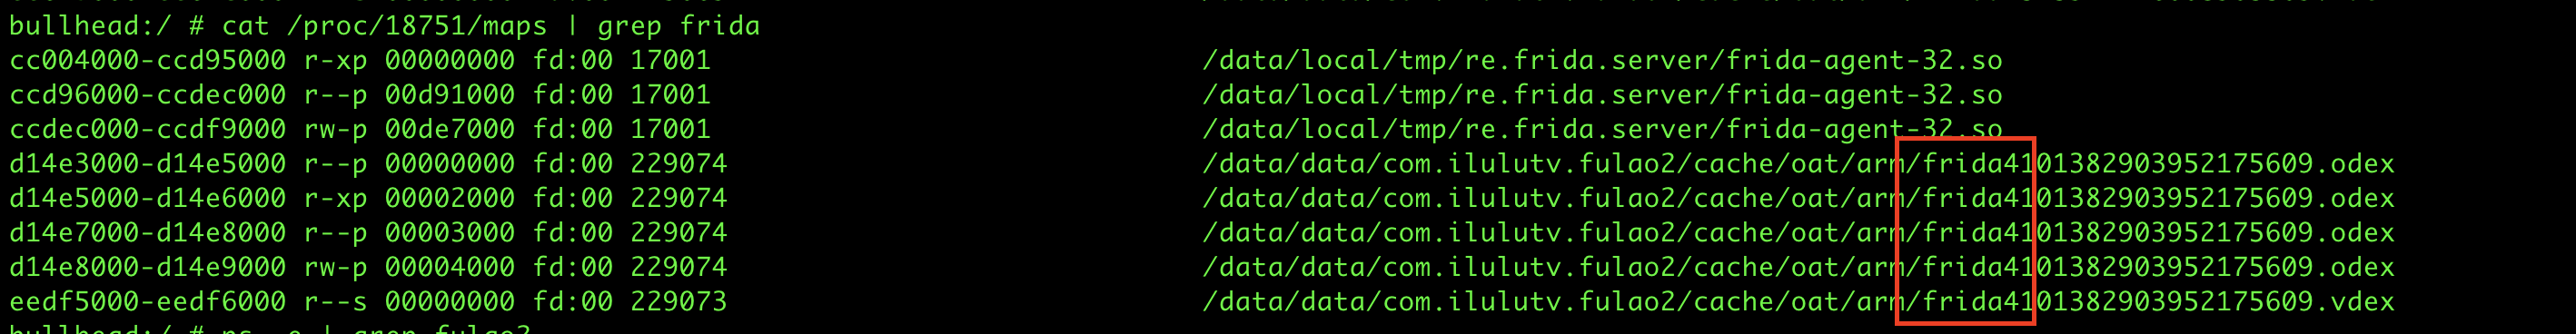 bullhead:/ # cat /proc/18751/maps | grep frida
cc004000-ccd95000 r-xp 00000000 fd:00 17001 /data/local/tmp/re.frida.server/frida-agent-32.so
ccd96000-ccdec000 r--p 00d91000 fd:00 17001 /data/local/tmp/re.frida.server/frida-agent-32.so
ccdec000-ccdf9000 rw-p 00de7000 fd:00 17001 /data/local/tmp/re.frida.server/frida-agent-32.so
d14e3000-d14e5000 r--p 00000000 fd:00 229074 /data/data/com.ilulutv.fulao2/cache/oat/arm/frida4101382903952175609.odex
d14e5000-d14e6000 r-xp 00002000 fd:00 229074 /data/data/com.ilulutv.fulao2/cache/oat/arm/frida4101382903952175609.odex
d14e7000-d14e8000 r--p 00003000 fd:00 229074 /data/data/com.ilulutv.fulao2/cache/oat/arm/frida4101382903952175609.odex
d14e8000-d14e9000 rw-p 00004000 fd:00 229074 /data/data/com.ilulutv.fulao2/cache/oat/arm/frida4101382903952175609.odex
eedf5000-eedf6000 r--s 00000000 fd:00 229073 /data/data/com.ilulutv.fulao2/cache/oat/arm/frida4101382903952175609.vdex
bullhead:/ #